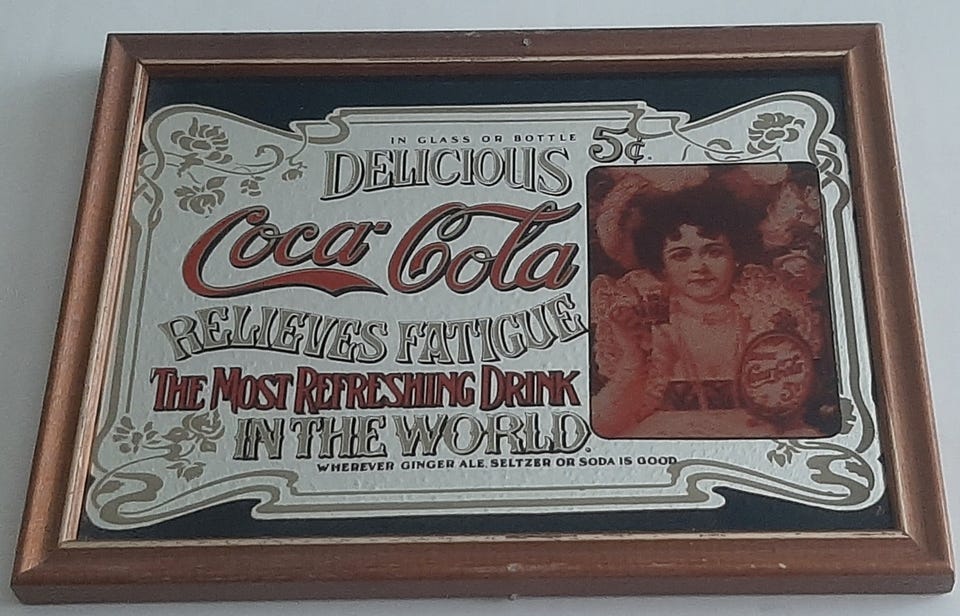 IN GLASS OR BOTTLE 5¢.
DELICIOUS
Coca-Cola
RELIEVES FATIGUE
THE MOST REFRESHING DRINK
IN THE WORLD.
WHEREVER GINGER ALE, SELTZER OR SODA IS GOOD